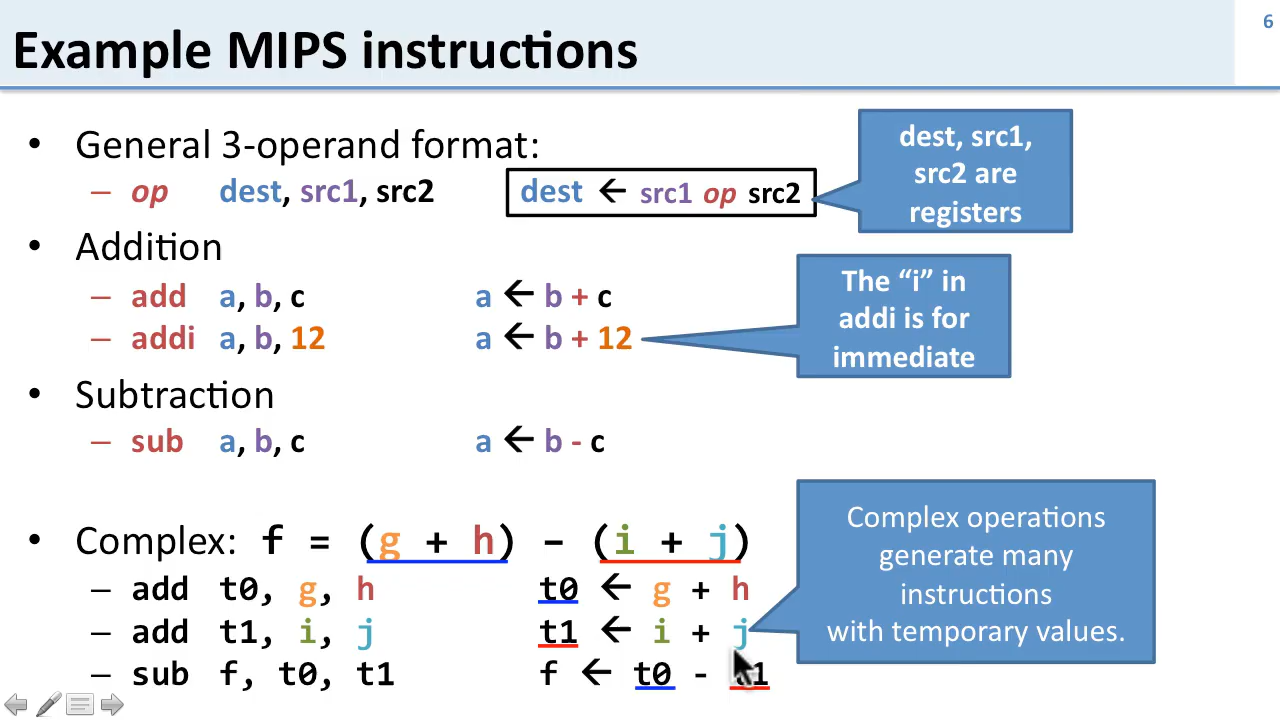 6
Example MIPS instructions
• General 3-operand format:
– op dest, src1, src2 dest ← src1 op src2
dest, src1,
src2 are
registers
• Addition
– add a, b, c a ← b + c
– addi a, b, 12 a ← b + 12
The “i” in
addi is for
immediate
• Subtraction
– sub a, b, c a ← b - c
• Complex: f = (g + h) – (i + j)
– add t0, g, h t0 ← g + h
– add t1, i, j t1 ← i + j
– sub f, t0, t1 f ← t0 - t1
Complex operations
generate many
instructions
with temporary values.